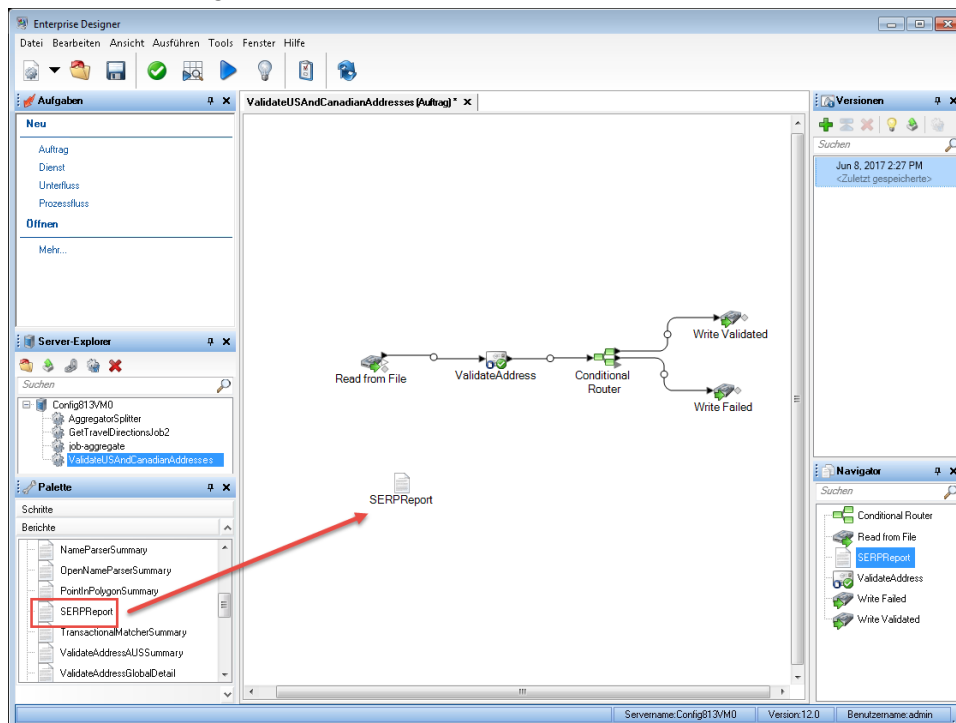 Enterprise Designer
Datei Bearbeiten Ansicht Ausführen Tools Fenster Hilfe
Aufgaben
Neu
Auftrag
Dienst
Unterfluss
Prozessfluss
Öffnen
Mehr...
Server-Explorer
Suchen
Config813VM0
AggregatorSplitter
GetTravelDirectionsJob2
job-aggregate
ValidateUSAndCanadianAddresses
Palette
Schritte
Berichte
NameParserSummary
OpenNameParserSummary
PointInPolygonSummary
SERPReport
TransactionalMatcherSummary
ValidateAddressAUSSummary
ValidateAddressGlobalDetail
ValidateUSAndCanadianAddresses (Auftrag) *
Read from File
ValidateAddress
Conditional
Router
Write Validated
Write Failed
SERPReport
Versionen
Suchen
Jun 8, 2017 2:27 PM
<Zuletzt gespeicherte>
Navigator
Suchen
Conditional Router
Read from File
SERPReport
ValidateAddress
Write Failed
Write Validated
Servername:Config813VM0 Version:12.0 Benutzername:admin